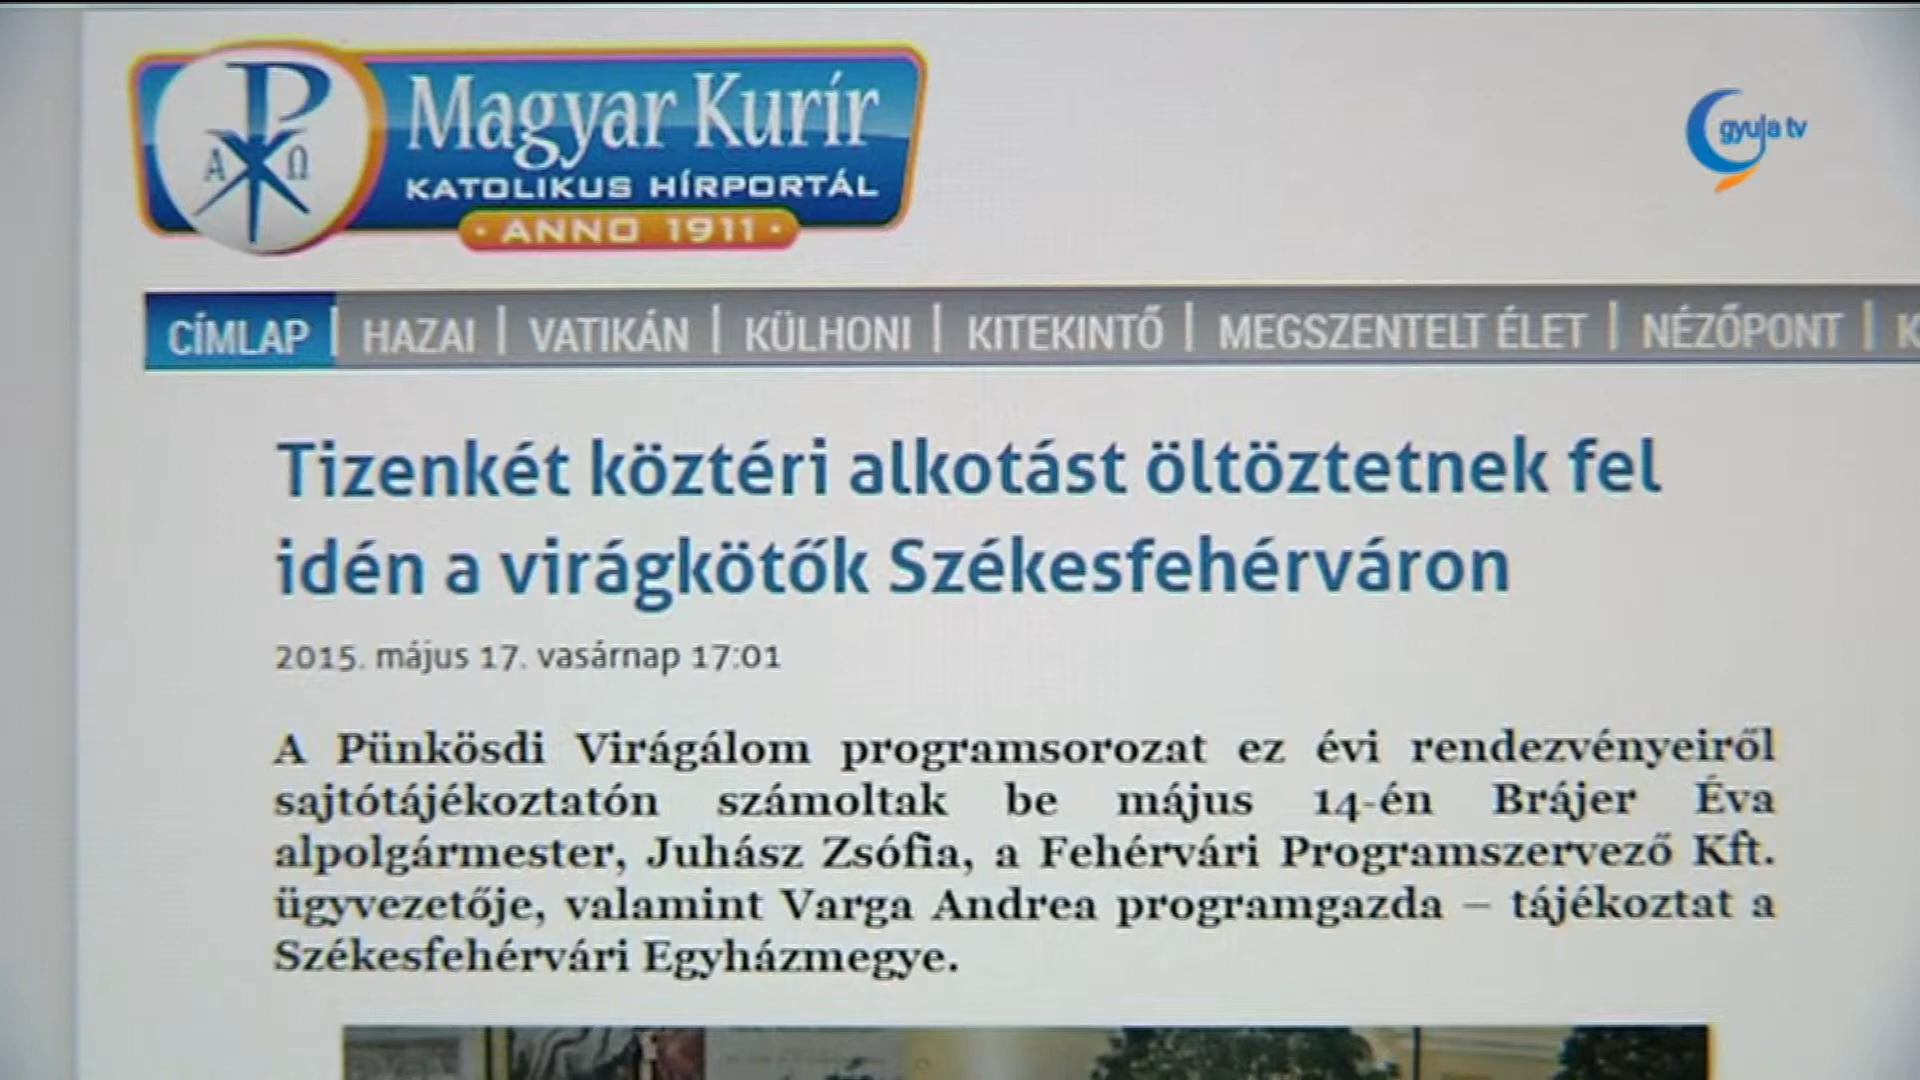 P
Α Ω
Magyar Kurír
KATOLIKUS HÍRPORTÁL
• ANNO 1911 •
gyula tv
CÍMLAP | HAZAI | VATIKÁN | KÜLHONI | KITEKINTŐ | MEGSZENTELT ÉLET | NÉZŐPONT |
Tizenkét köztéri alkotást öltöztetnek fel
idén a virágkötők Székesfehérváron
2015. május 17. vasárnap 17:01
A Pünkösdi Virágálom programsorozat ez évi rendezvényeiről
sajtótájékoztatón számoltak be május 14-én Brájer Éva
alpolgármester, Juhász Zsófia, a Fehérvári Programszervező Kft.
ügyvezetője, valamint Varga Andrea programgazda – tájékoztat a
Székesfehérvári Egyházmegye.